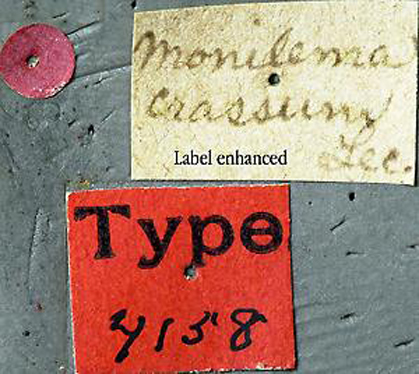 Monilema
crassum
Lec.
Label enhanced
Type
4158